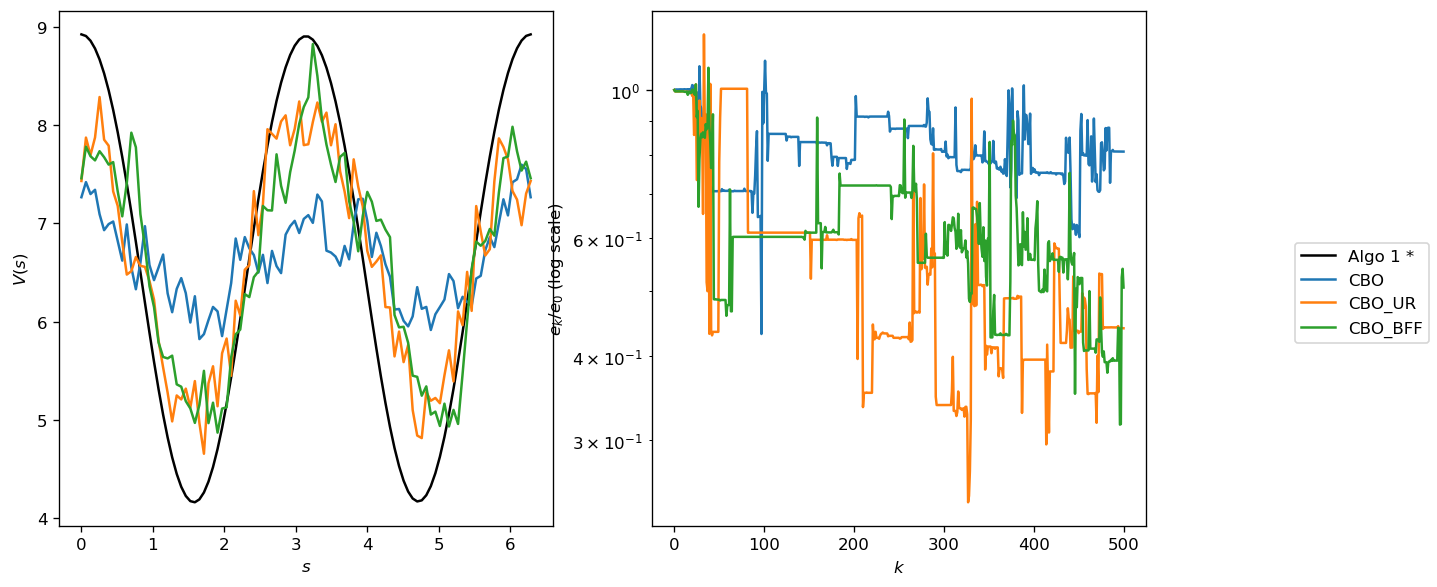 9
8
7
6
5
4
V(s)
0 1 2 3 4 5 6
s
10⁰
6 × 10⁻¹
4 × 10⁻¹
3 × 10⁻¹
e_k/e_0 (log scale)
0 100 200 300 400 500
k
Algo 1 *
CBO
CBO_UR
CBO_BFF